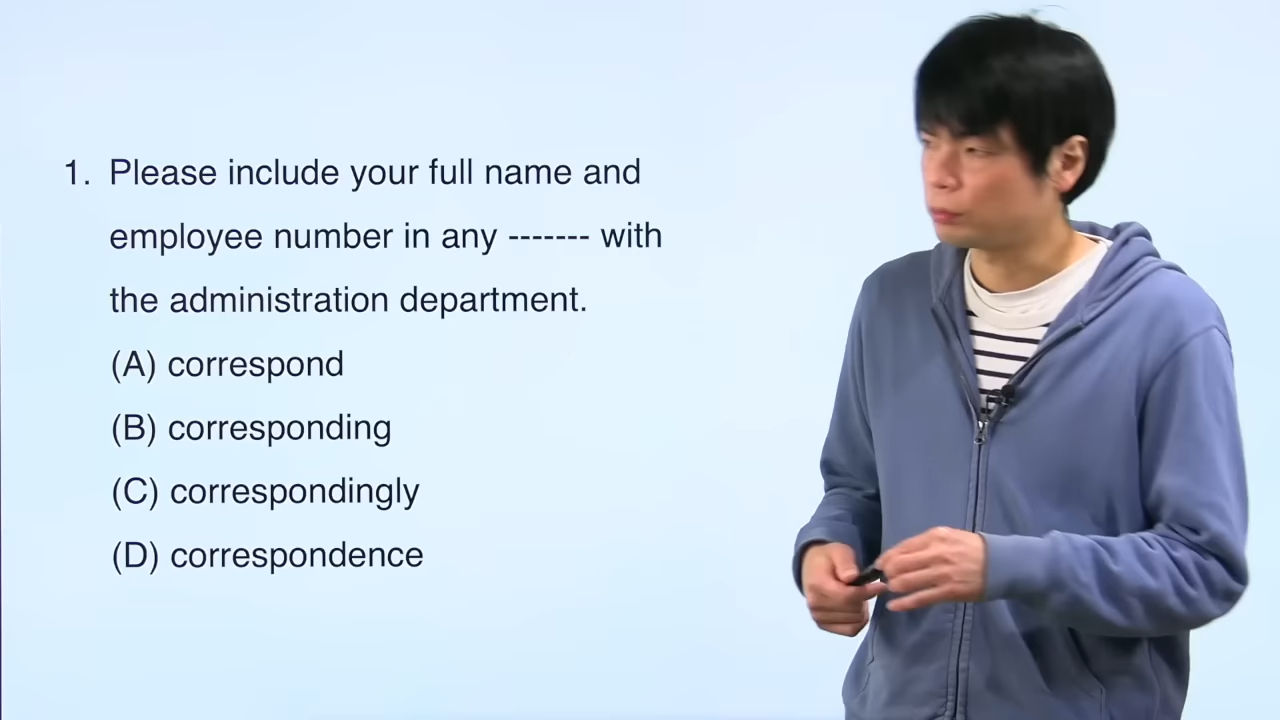 1. Please include your full name and
employee number in any ------- with
the administration department.
(A) correspond
(B) corresponding
(C) correspondingly
(D) correspondence